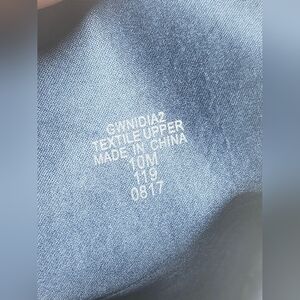 GWNIDIA2
TEXTILE UPPER
MADE IN CHINA
10M
119
0817